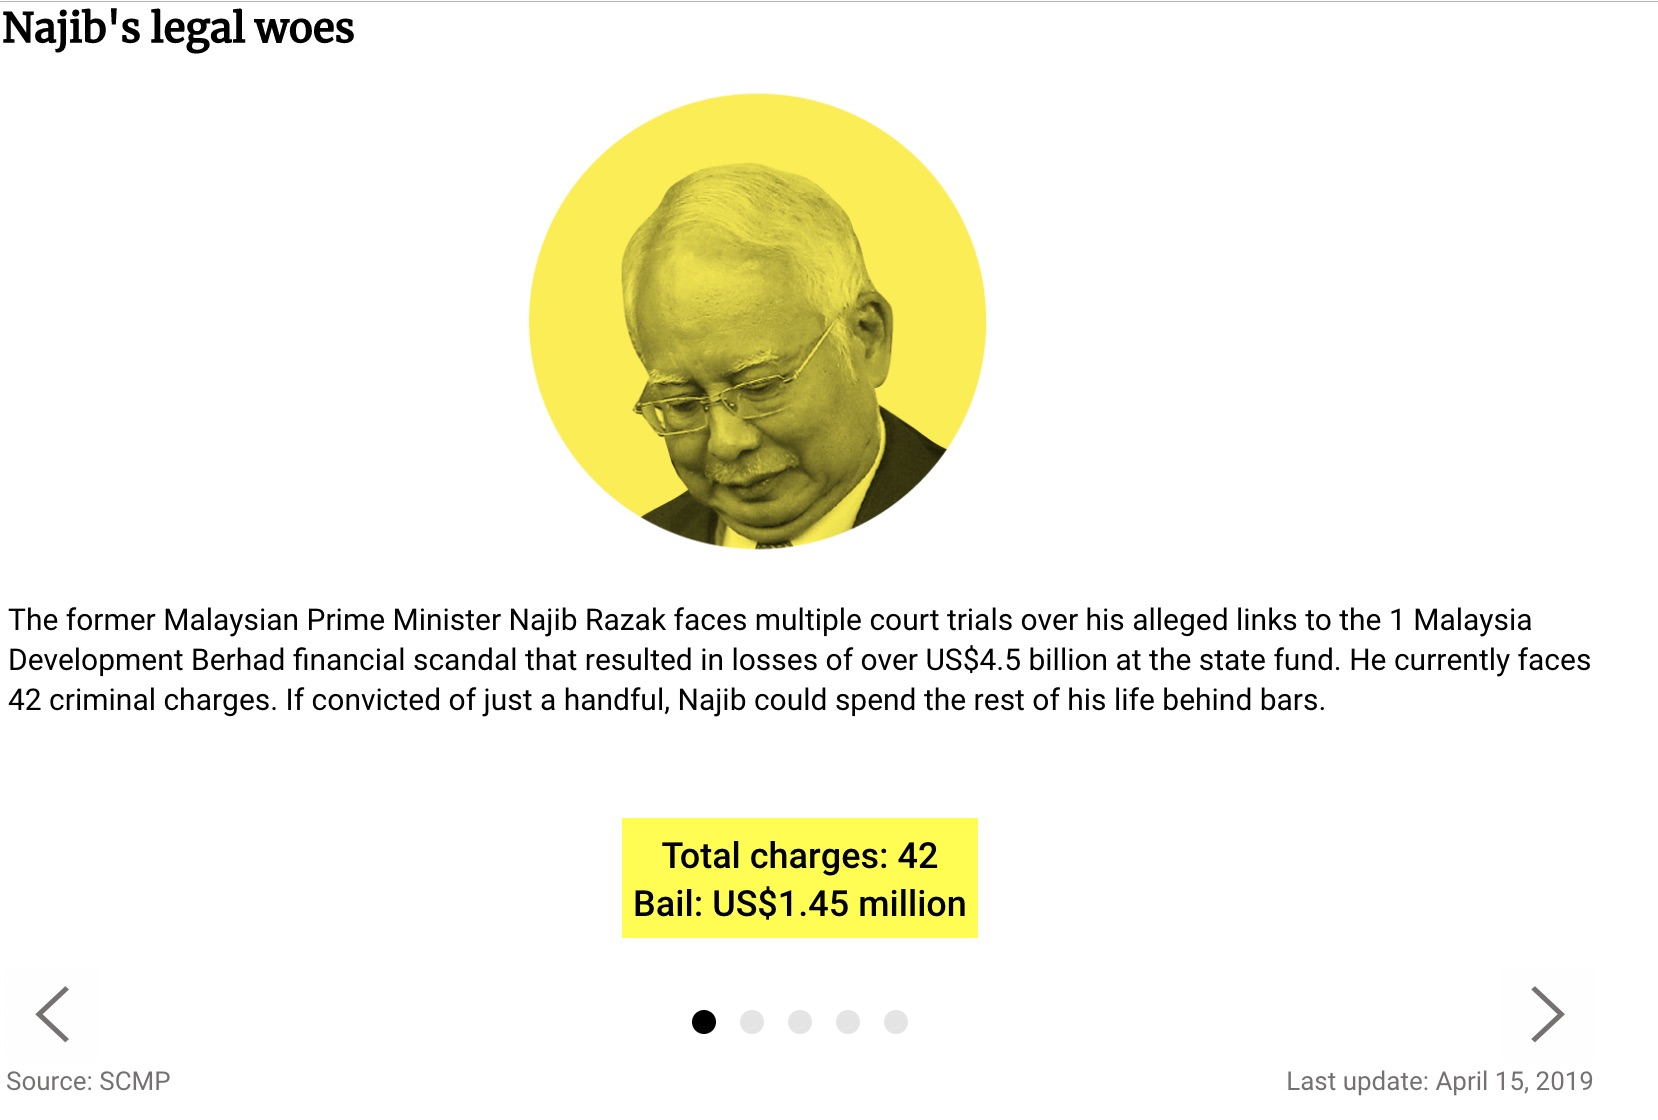 Najib's legal woes
The former Malaysian Prime Minister Najib Razak faces multiple court trials over his alleged links to the 1 Malaysia
Development Berhad financial scandal that resulted in losses of over US$4.5 billion at the state fund. He currently faces
42 criminal charges. If convicted of just a handful, Najib could spend the rest of his life behind bars.
Total charges: 42
Bail: US$1.45 million
Source: SCMP
Last update: April 15, 2019